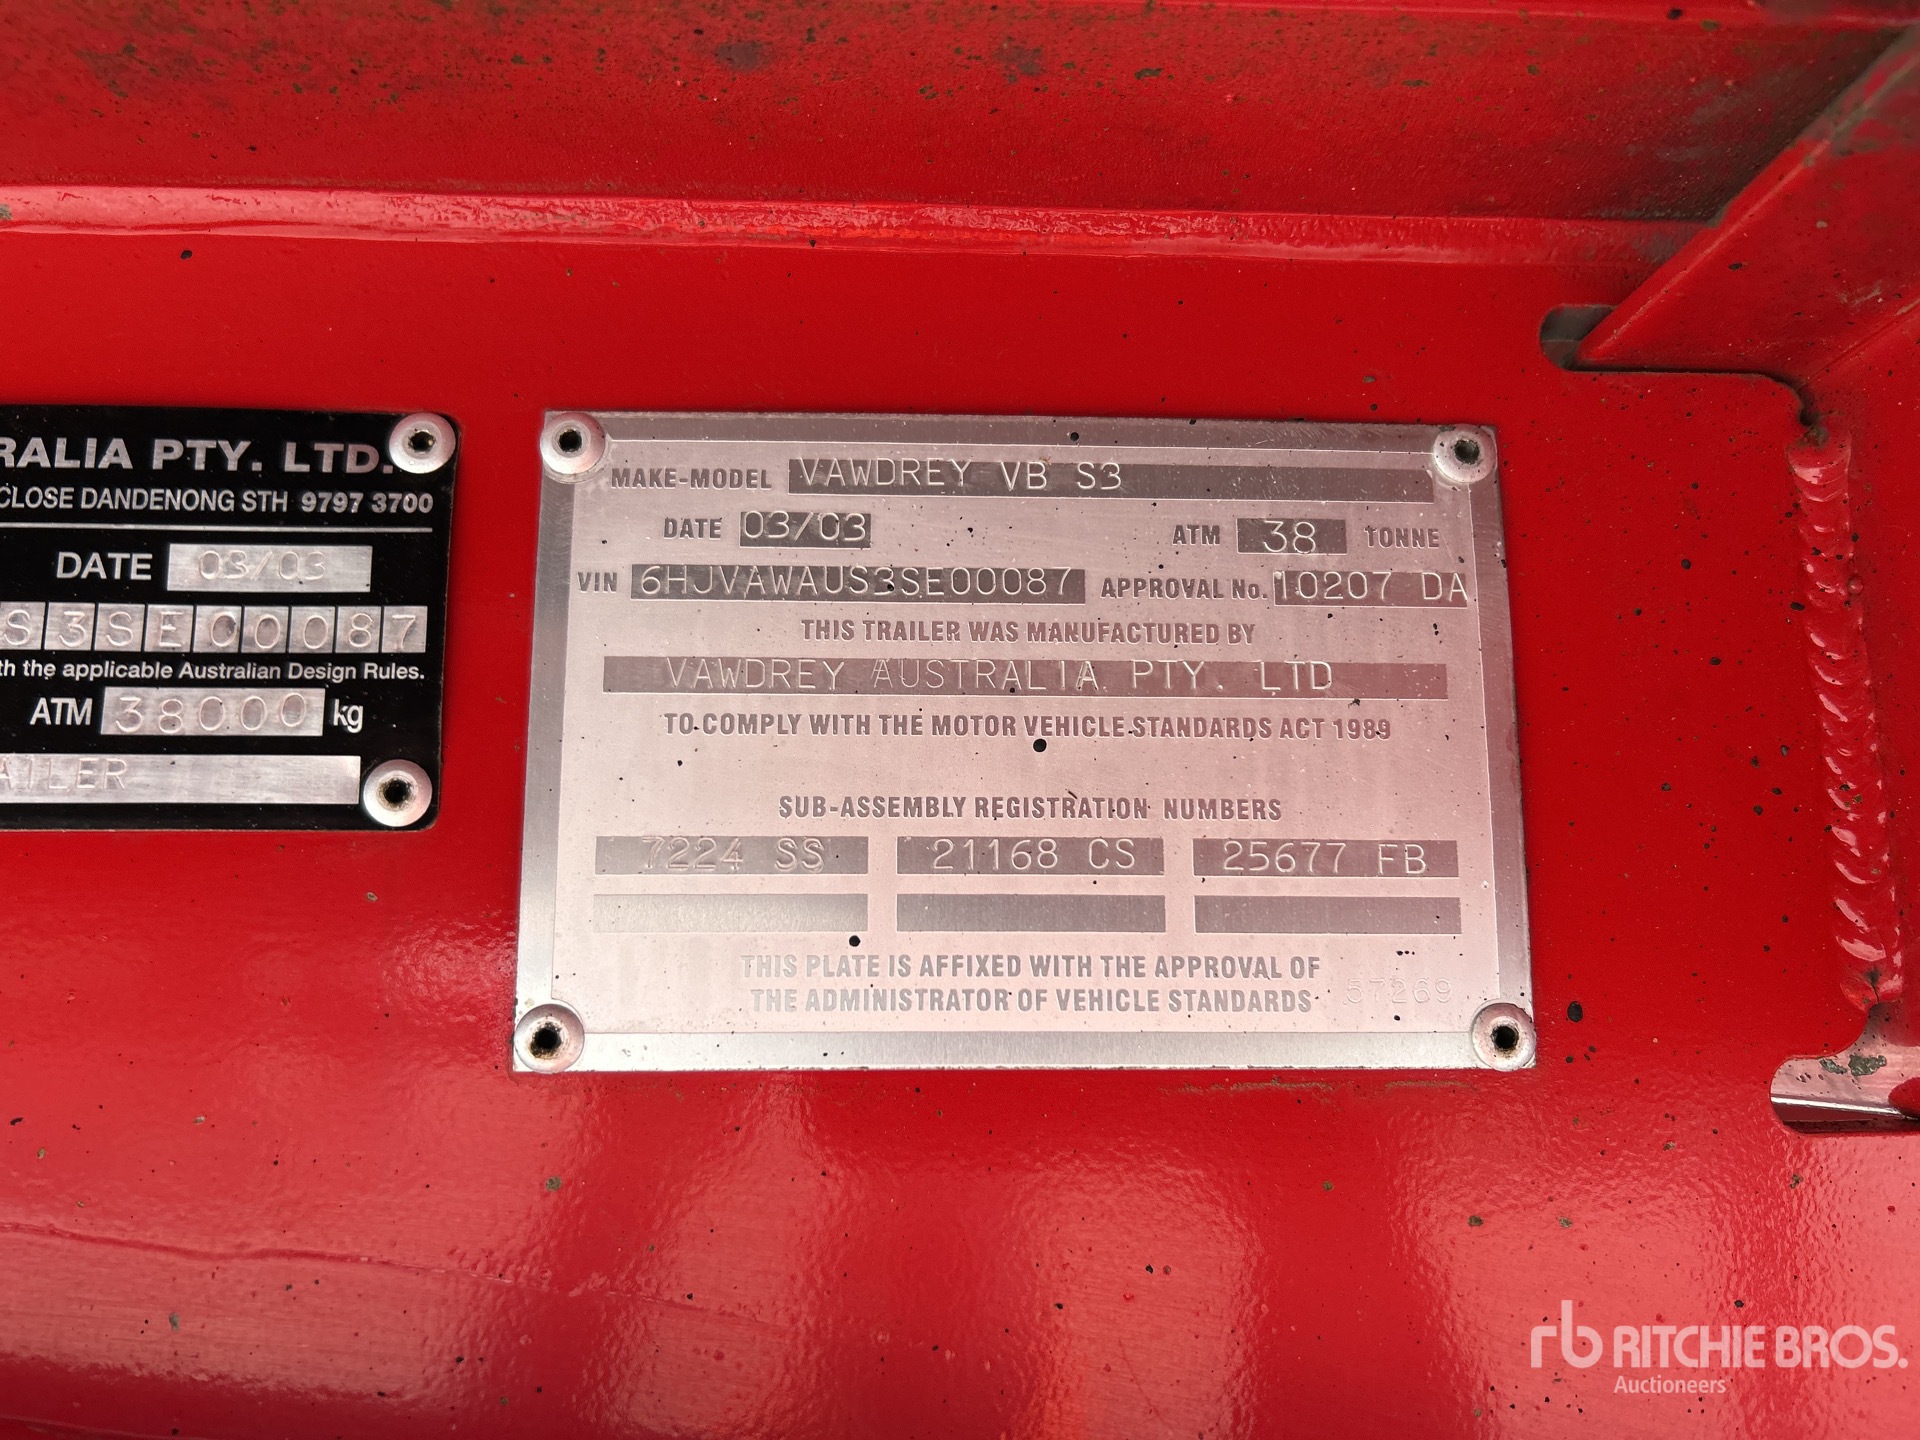 RALIA PTY. LTD.
CLOSE DANDENONG STH 9797 3700
DATE 03/03
S3SE00087
th the applicable Australian Design Rules.
ATM 38000 kg
AILER
MAKE-MODEL VAWDREY VB S3
DATE 03/03 ATM 38 TONNE
VIN 6HJVAWAUS3SE00087 APPROVAL No. 10207 DA
THIS TRAILER WAS MANUFACTURED BY
VAWDREY AUSTRALIA PTY. LTD
TO COMPLY WITH THE MOTOR VEHICLE STANDARDS ACT 1989
SUB-ASSEMBLY REGISTRATION NUMBERS
7224 SS 21168 CS 25677 FB
THIS PLATE IS AFFIXED WITH THE APPROVAL OF
THE ADMINISTRATOR OF VEHICLE STANDARDS 57269
rb RITCHIE BROS.
Auctioneers